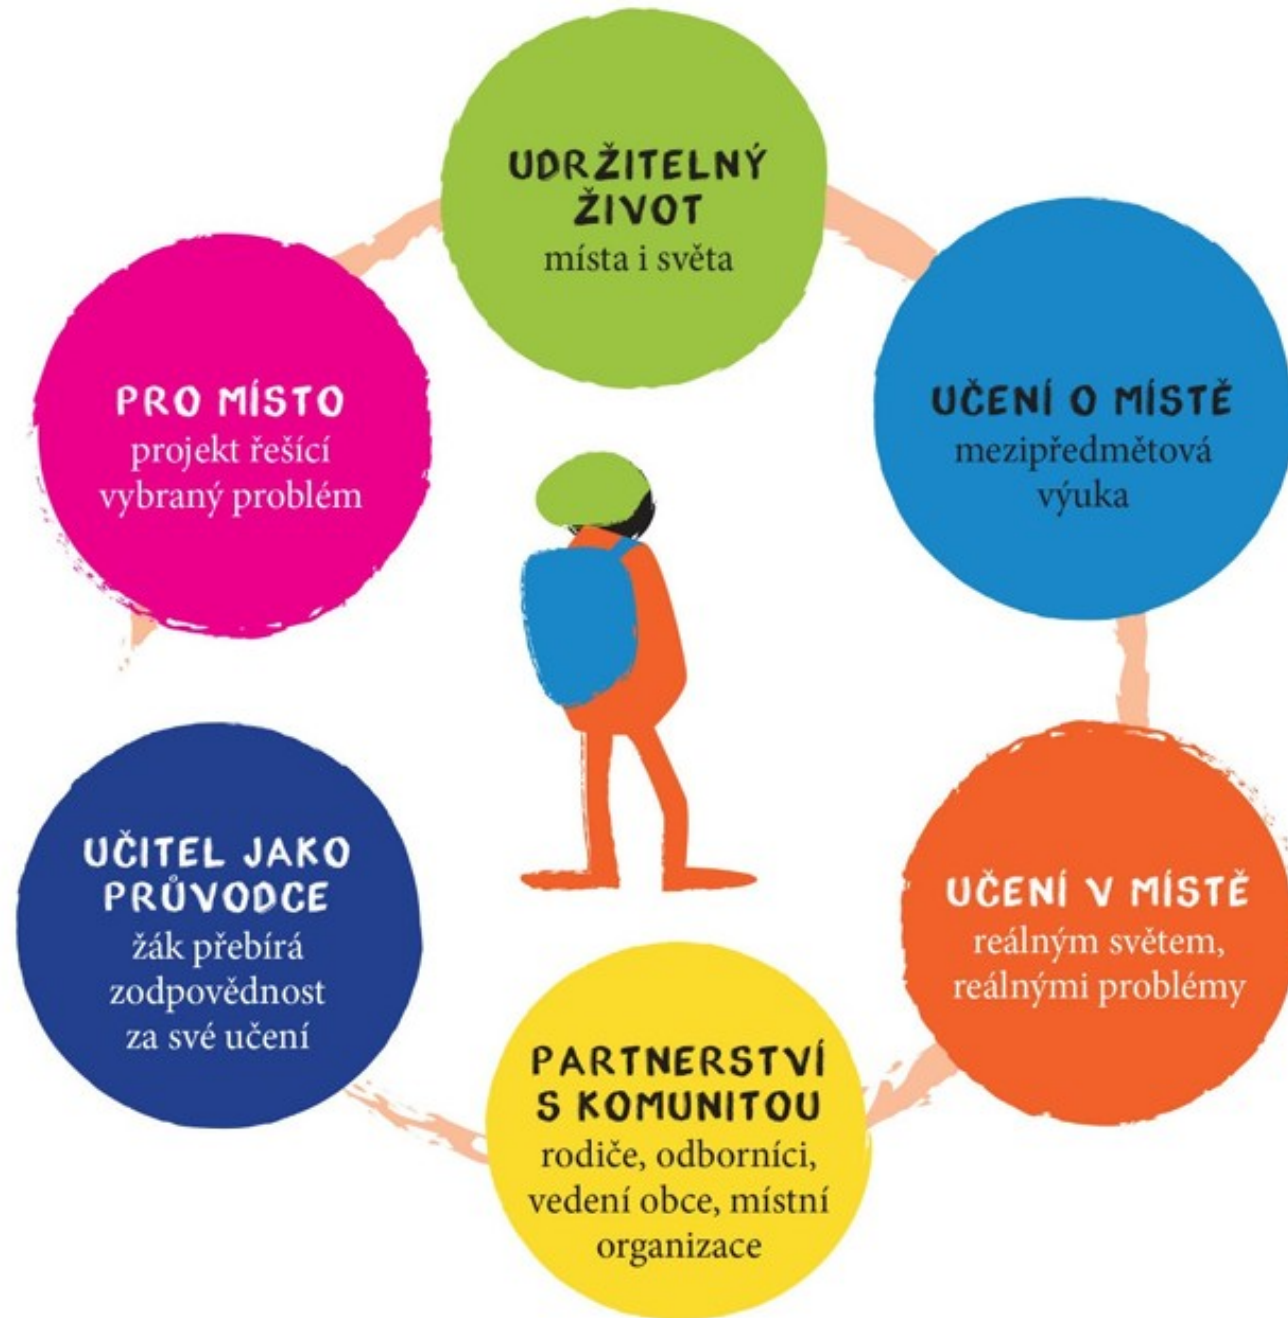 UDRŽITELNÝ
ŽIVOT
místa i světa
UČENÍ O MÍSTĚ
mezipředmětová
výuka
UČENÍ V MÍSTĚ
reálným světem,
reálnými problémy
PARTNERSTVÍ
S KOMUNITOU
rodiče, odborníci,
vedení obce, místní
organizace
UČITEL JAKO
PRŮVODCE
žák přebírá
zodpovědnost
za své učení
PRO MÍSTO
projekt řešící
vybraný problém